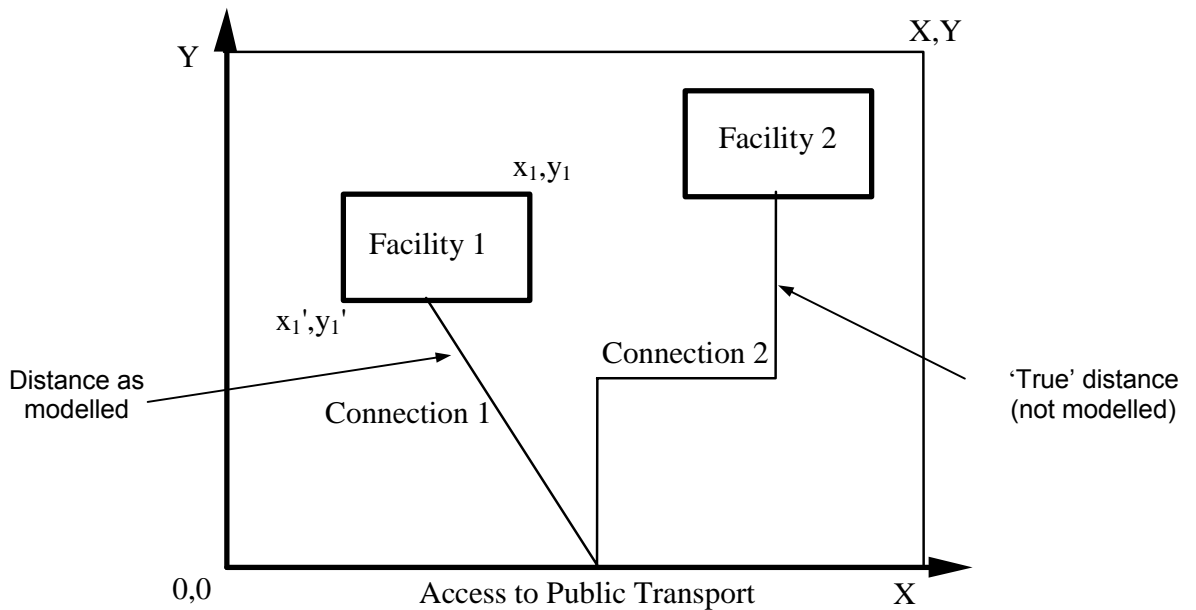 Y
X,Y
Facility 2
x₁,y₁
Facility 1
x₁',y₁'
Connection 2
Distance as
modelled
Connection 1
‘True’ distance
(not modelled)
0,0
Access to Public Transport
X